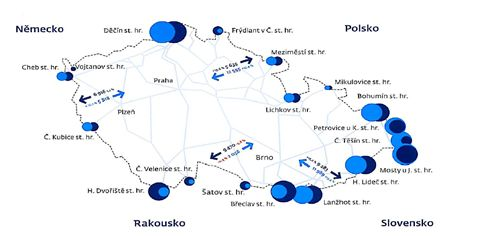 Německo
Polsko
Děčín st. hr.
Frýdlant v Č. st. hr.
Meziměstí st. hr.
Cheb st. hr.
Vojtanov st. hr.
Praha
Mikulovice st. hr.
Bohumín st. hr.
Lichkov st. hr.
Plzeň
Petrovice u K. st. hr.
Č. Kubice st. hr.
Č. Těšín st. hr.
Brno
Mosty u J. st. hr.
Č. Velenice st. hr.
H. Lideč st. hr.
H. Dvořiště st. hr.
Šatov st. hr.
Břeclav st. hr.
Lanžhot st. hr.
Rakousko
Slovensko